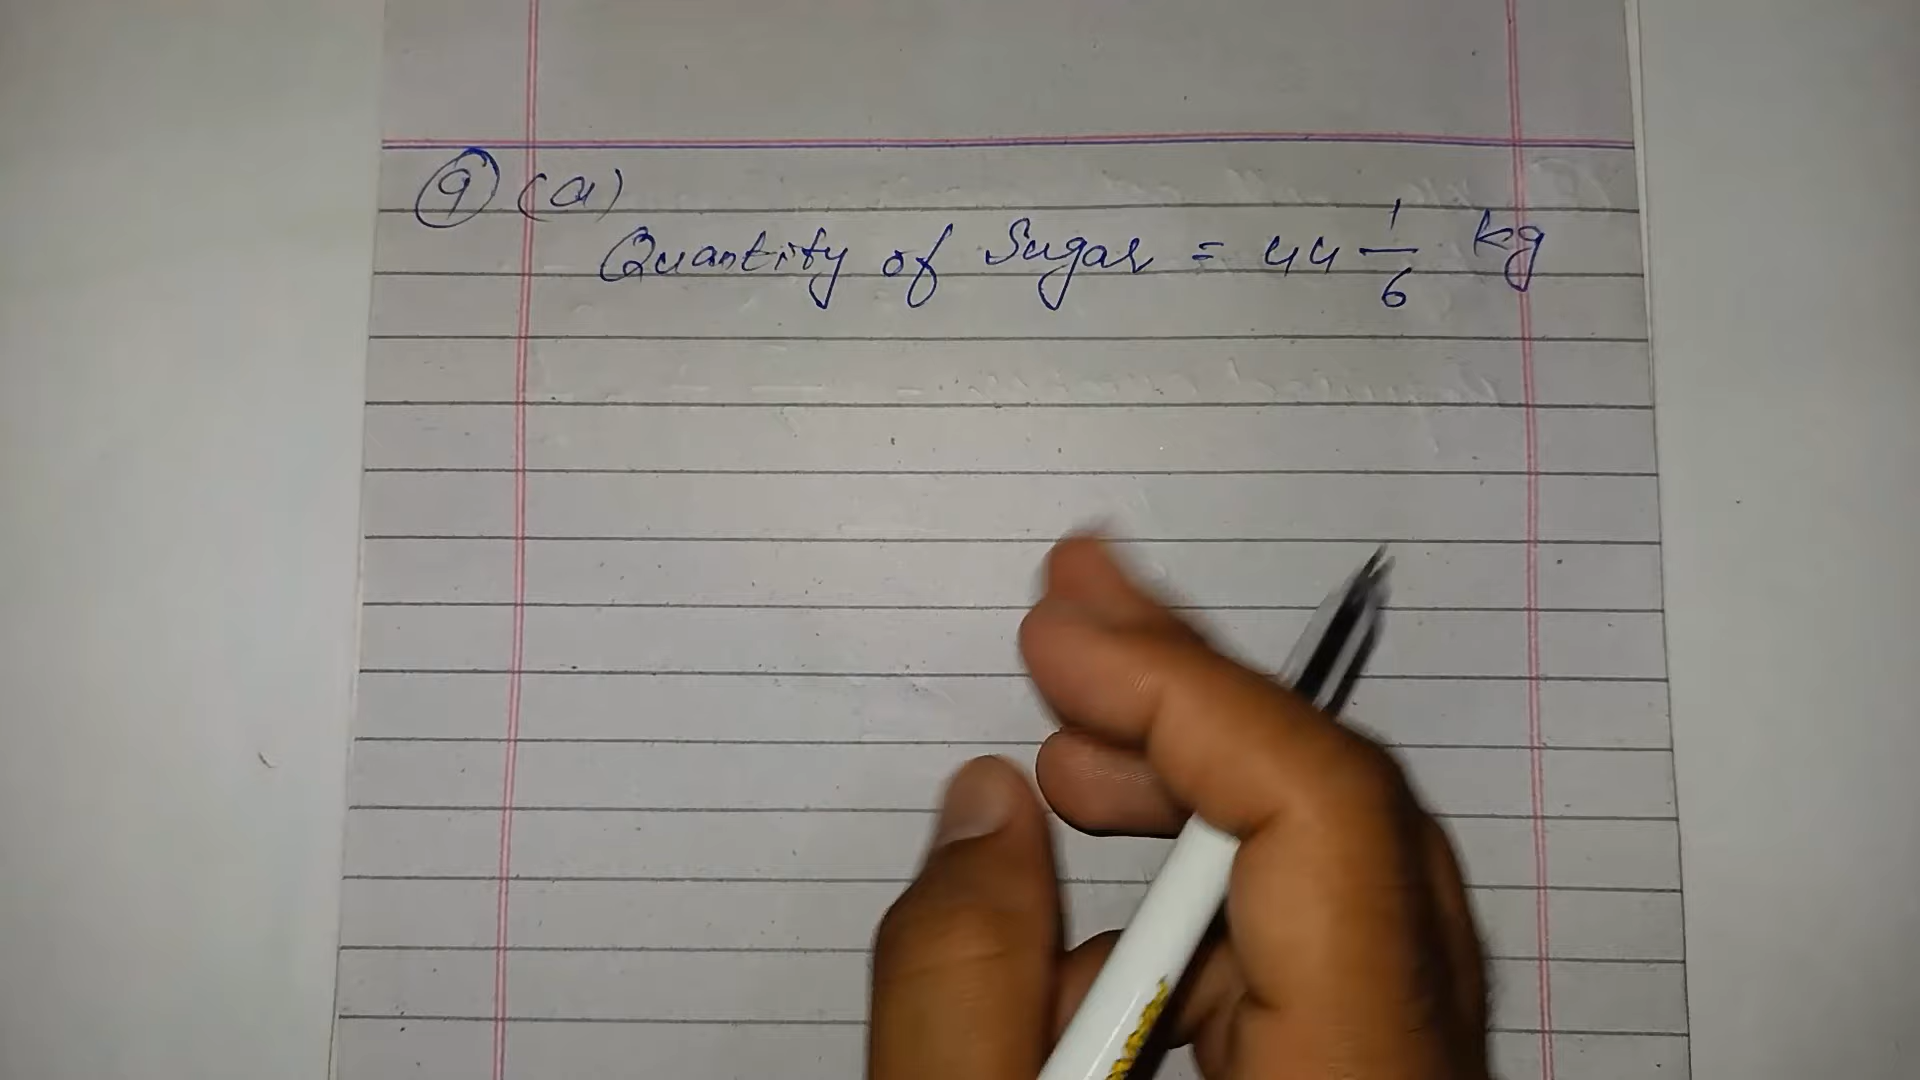 9 (a)
Quantity of Sugar = 44 1/6 kg